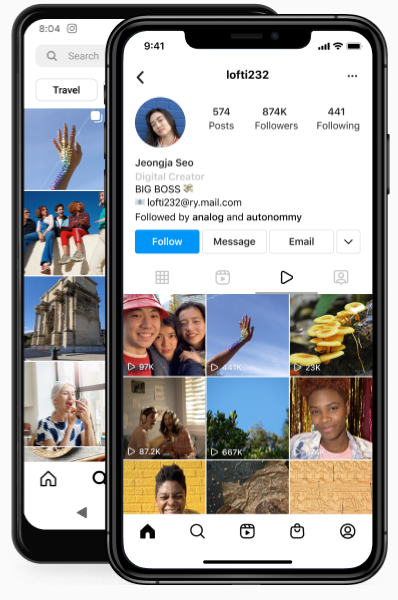 8:04
Search
Travel
9:41
lofti232
574
874K
441
Posts
Followers
Following
Jeongja Seo
Digital Creator
BIG BOSS
lofti232@ry.mail.com
Followed by analog and autonommy
Follow
Message
Email
97K
441K
23K
87.2K
667K